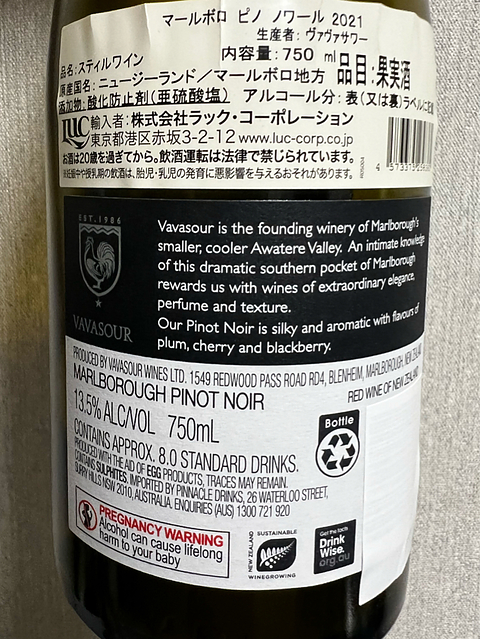 マールボロ ピノ ノワール 2021
生産者: ヴァヴァサワー
品名:スティルワイン 内容量:750 ml 品目:果実酒
原産国名:ニュージーランド/マールボロ地方
添加物: 酸化防止剤(亜硫酸塩) アルコール分:表(又は裏)ラベルに記載
LUC 輸入者:株式会社ラック・コーポレーション
東京都港区赤坂3-2-12 www.luc-corp.co.jp
お酒は20歳を過ぎてから。飲酒運転は法律で禁じられています。
※妊娠中や授乳期の飲酒は、胎児・乳児の発育に悪影響を与えるおそれがあります。
EST.1986
VAVASOUR
Vavasour is the founding winery of Marlborough's
smaller, cooler Awatere Valley. An intimate knowledge
of this dramatic southern pocket of Marlborough
rewards us with wines of extraordinary elegance,
perfume and texture.
Our Pinot Noir is silky and aromatic with flavours of
plum, cherry and blackberry.
PRODUCED BY VAVASOUR WINES LTD. 1549 REDWOOD PASS ROAD RD4, BLENHEIM, MARLBOROUGH, NEW ZEALAND
MARLBOROUGH PINOT NOIR RED WINE OF NEW ZEALAND
13.5% ALC/VOL 750mL
CONTAINS APPROX. 8.0 STANDARD DRINKS.
PRODUCED WITH THE AID OF EGG PRODUCTS, TRACES MAY REMAIN.
CONTAINS SULPHITES. IMPORTED BY PINNACLE DRINKS, 26 WATERLOO STREET,
SURRY HILLS NSW 2010, AUSTRALIA. ENQUIRIES (AUS) 1300 721 920
Bottle
PREGNANCY WARNING
Alcohol can cause lifelong
harm to your baby
NEW ZEALAND
SUSTAINABLE
WINEGROWING
Get the facts
Drink
Wise.
org.au